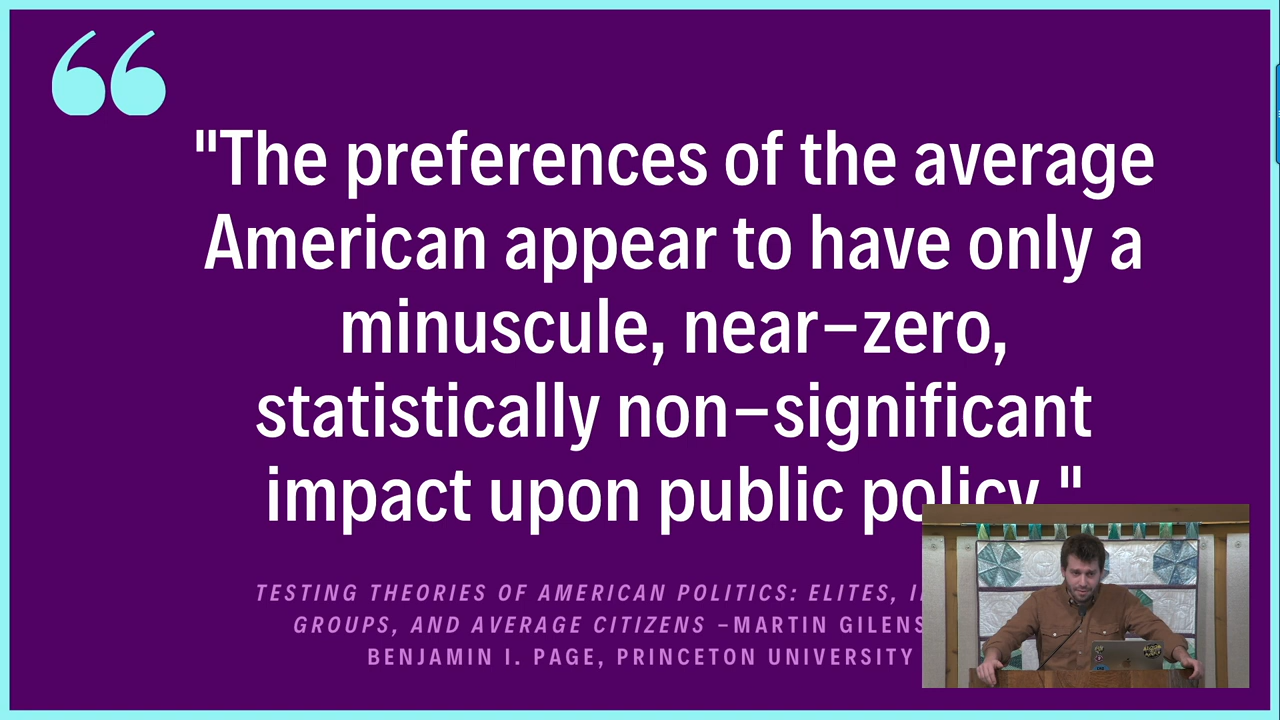 "The preferences of the average
American appear to have only a
minuscule, near–zero,
statistically non–significant
impact upon public policy."
TESTING THEORIES OF AMERICAN POLITICS: ELITES,
GROUPS, AND AVERAGE CITIZENS –MARTIN GILENS
BENJAMIN I. PAGE, PRINCETON UNIVERSITY